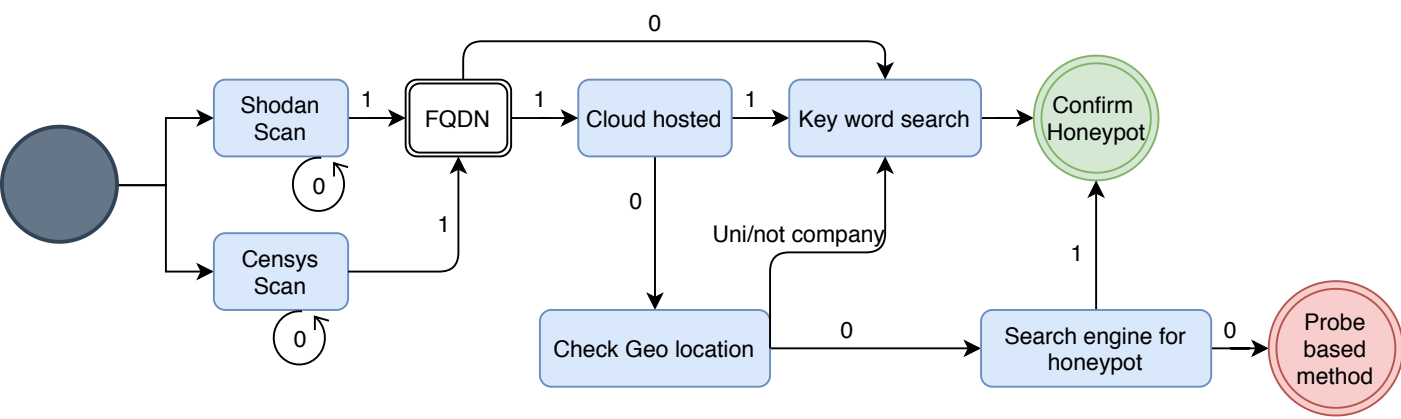 0
Shodan
Scan
1
FQDN
1
Cloud hosted
1
Key word search
Confirm
Honeypot
0
0
Uni/not company
1
Censys
Scan
1
0
Check Geo location
0
Search engine for
honeypot
0
Probe
based
method